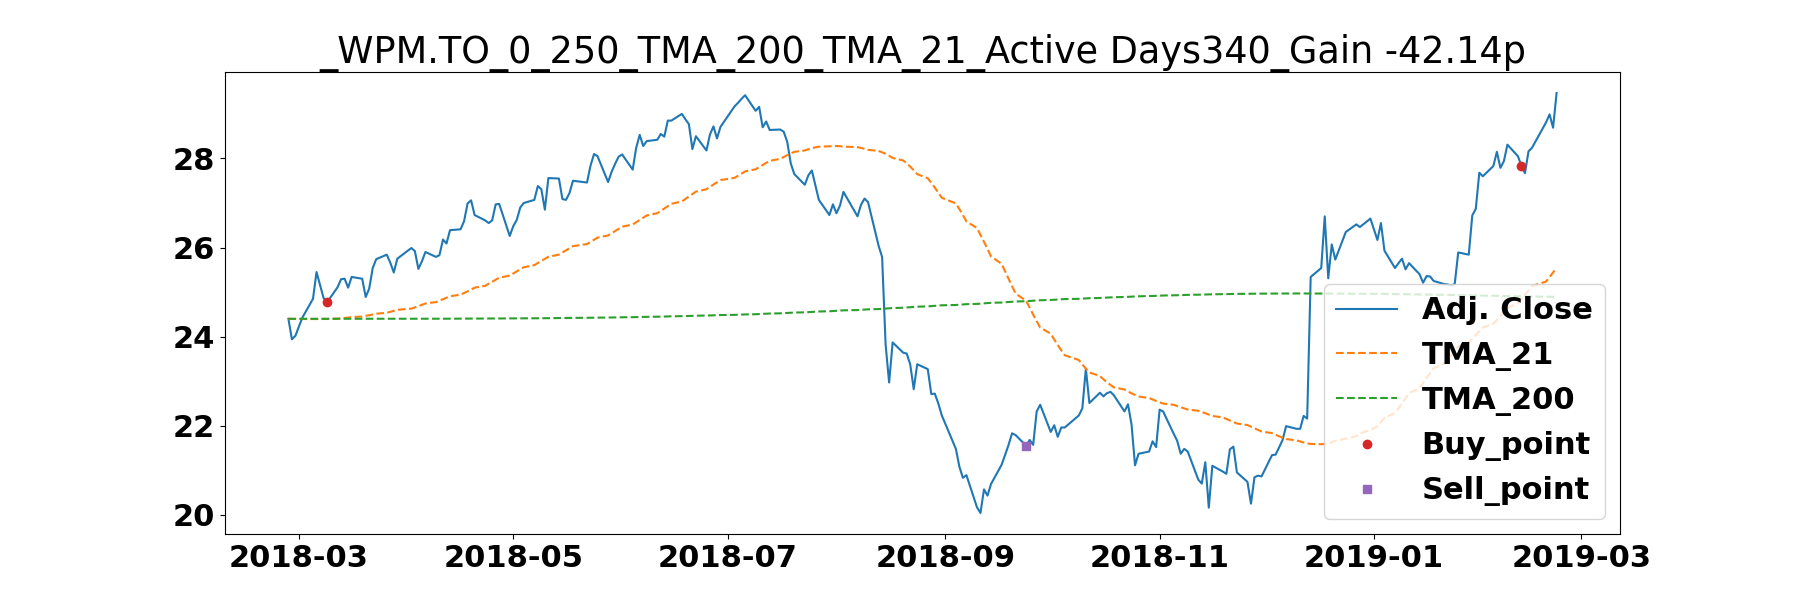 _WPM.TO_0_250_TMA_200_TMA_21_Active Days340_Gain -42.14p
28
26
24
22
20
Adj. Close
TMA_21
TMA_200
Buy_point
Sell_point
2018-03 2018-05 2018-07 2018-09 2018-11 2019-01 2019-03